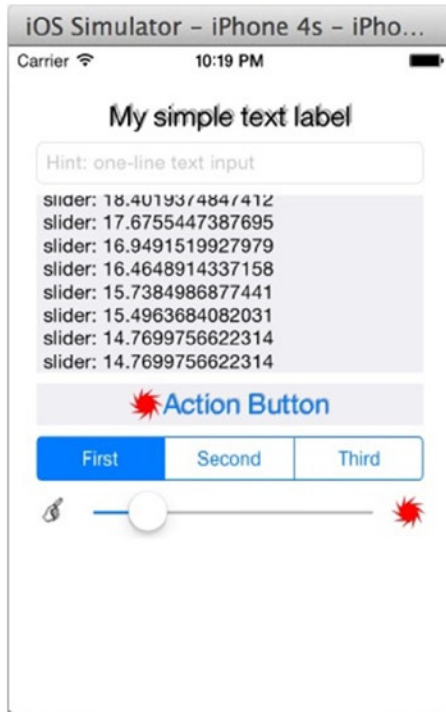 iOS Simulator – iPhone 4s – iPho...
Carrier 10:19 PM
My simple text label
Hint: one-line text input
slider: 18.4019374847412
slider: 17.6755447387695
slider: 16.9491519927979
slider: 16.4648914337158
slider: 15.7384986877441
slider: 15.4963684082031
slider: 14.7699756622314
slider: 14.7699756622314
Action Button
First Second Third